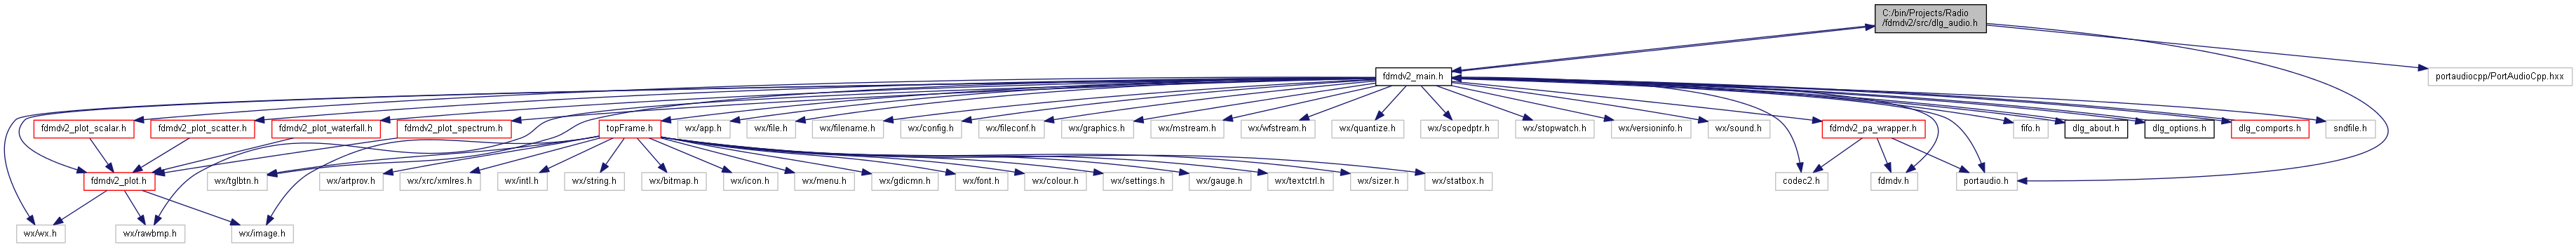 C:/bin/Projects/Radio
/fdmdv2/src/dlg_audio.h
fdmdv2_main.h
portaudiocpp/PortAudioCpp.hxx
fdmdv2_plot_scalar.h
fdmdv2_plot_scatter.h
fdmdv2_plot_waterfall.h
fdmdv2_plot_spectrum.h
topFrame.h
wx/app.h
wx/file.h
wx/filename.h
wx/config.h
wx/fileconf.h
wx/graphics.h
wx/mstream.h
wx/wfstream.h
wx/quantize.h
wx/scopedptr.h
wx/stopwatch.h
wx/versioninfo.h
wx/sound.h
fdmdv2_pa_wrapper.h
fifo.h
dlg_about.h
dlg_options.h
dlg_comports.h
sndfile.h
fdmdv2_plot.h
wx/tglbtn.h
wx/artprov.h
wx/xrc/xmlres.h
wx/intl.h
wx/string.h
wx/bitmap.h
wx/icon.h
wx/menu.h
wx/gdicmn.h
wx/font.h
wx/colour.h
wx/settings.h
wx/gauge.h
wx/textctrl.h
wx/sizer.h
wx/statbox.h
codec2.h
fdmdv.h
portaudio.h
wx/wx.h
wx/rawbmp.h
wx/image.h